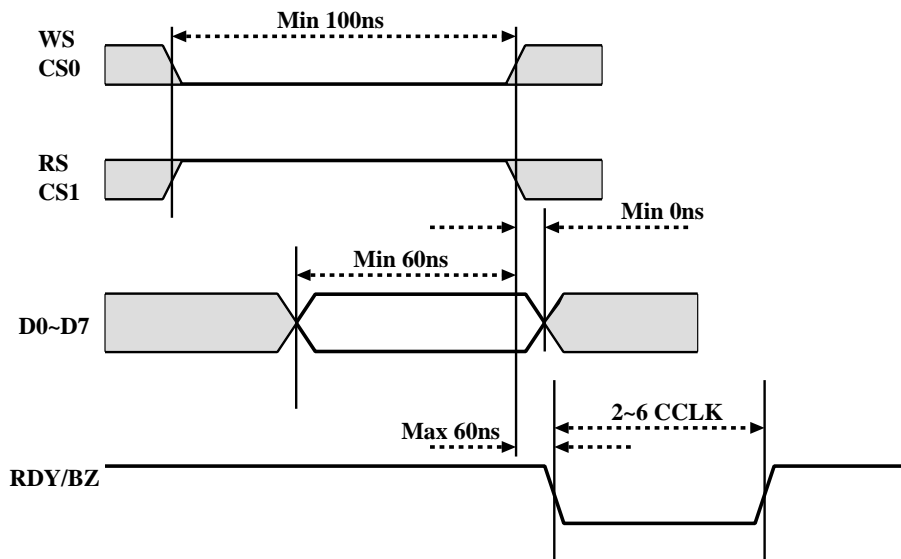 Min 100ns
WS
CS0
RS
CS1
Min 0ns
Min 60ns
D0~D7
2~6 CCLK
Max 60ns
RDY/BZ